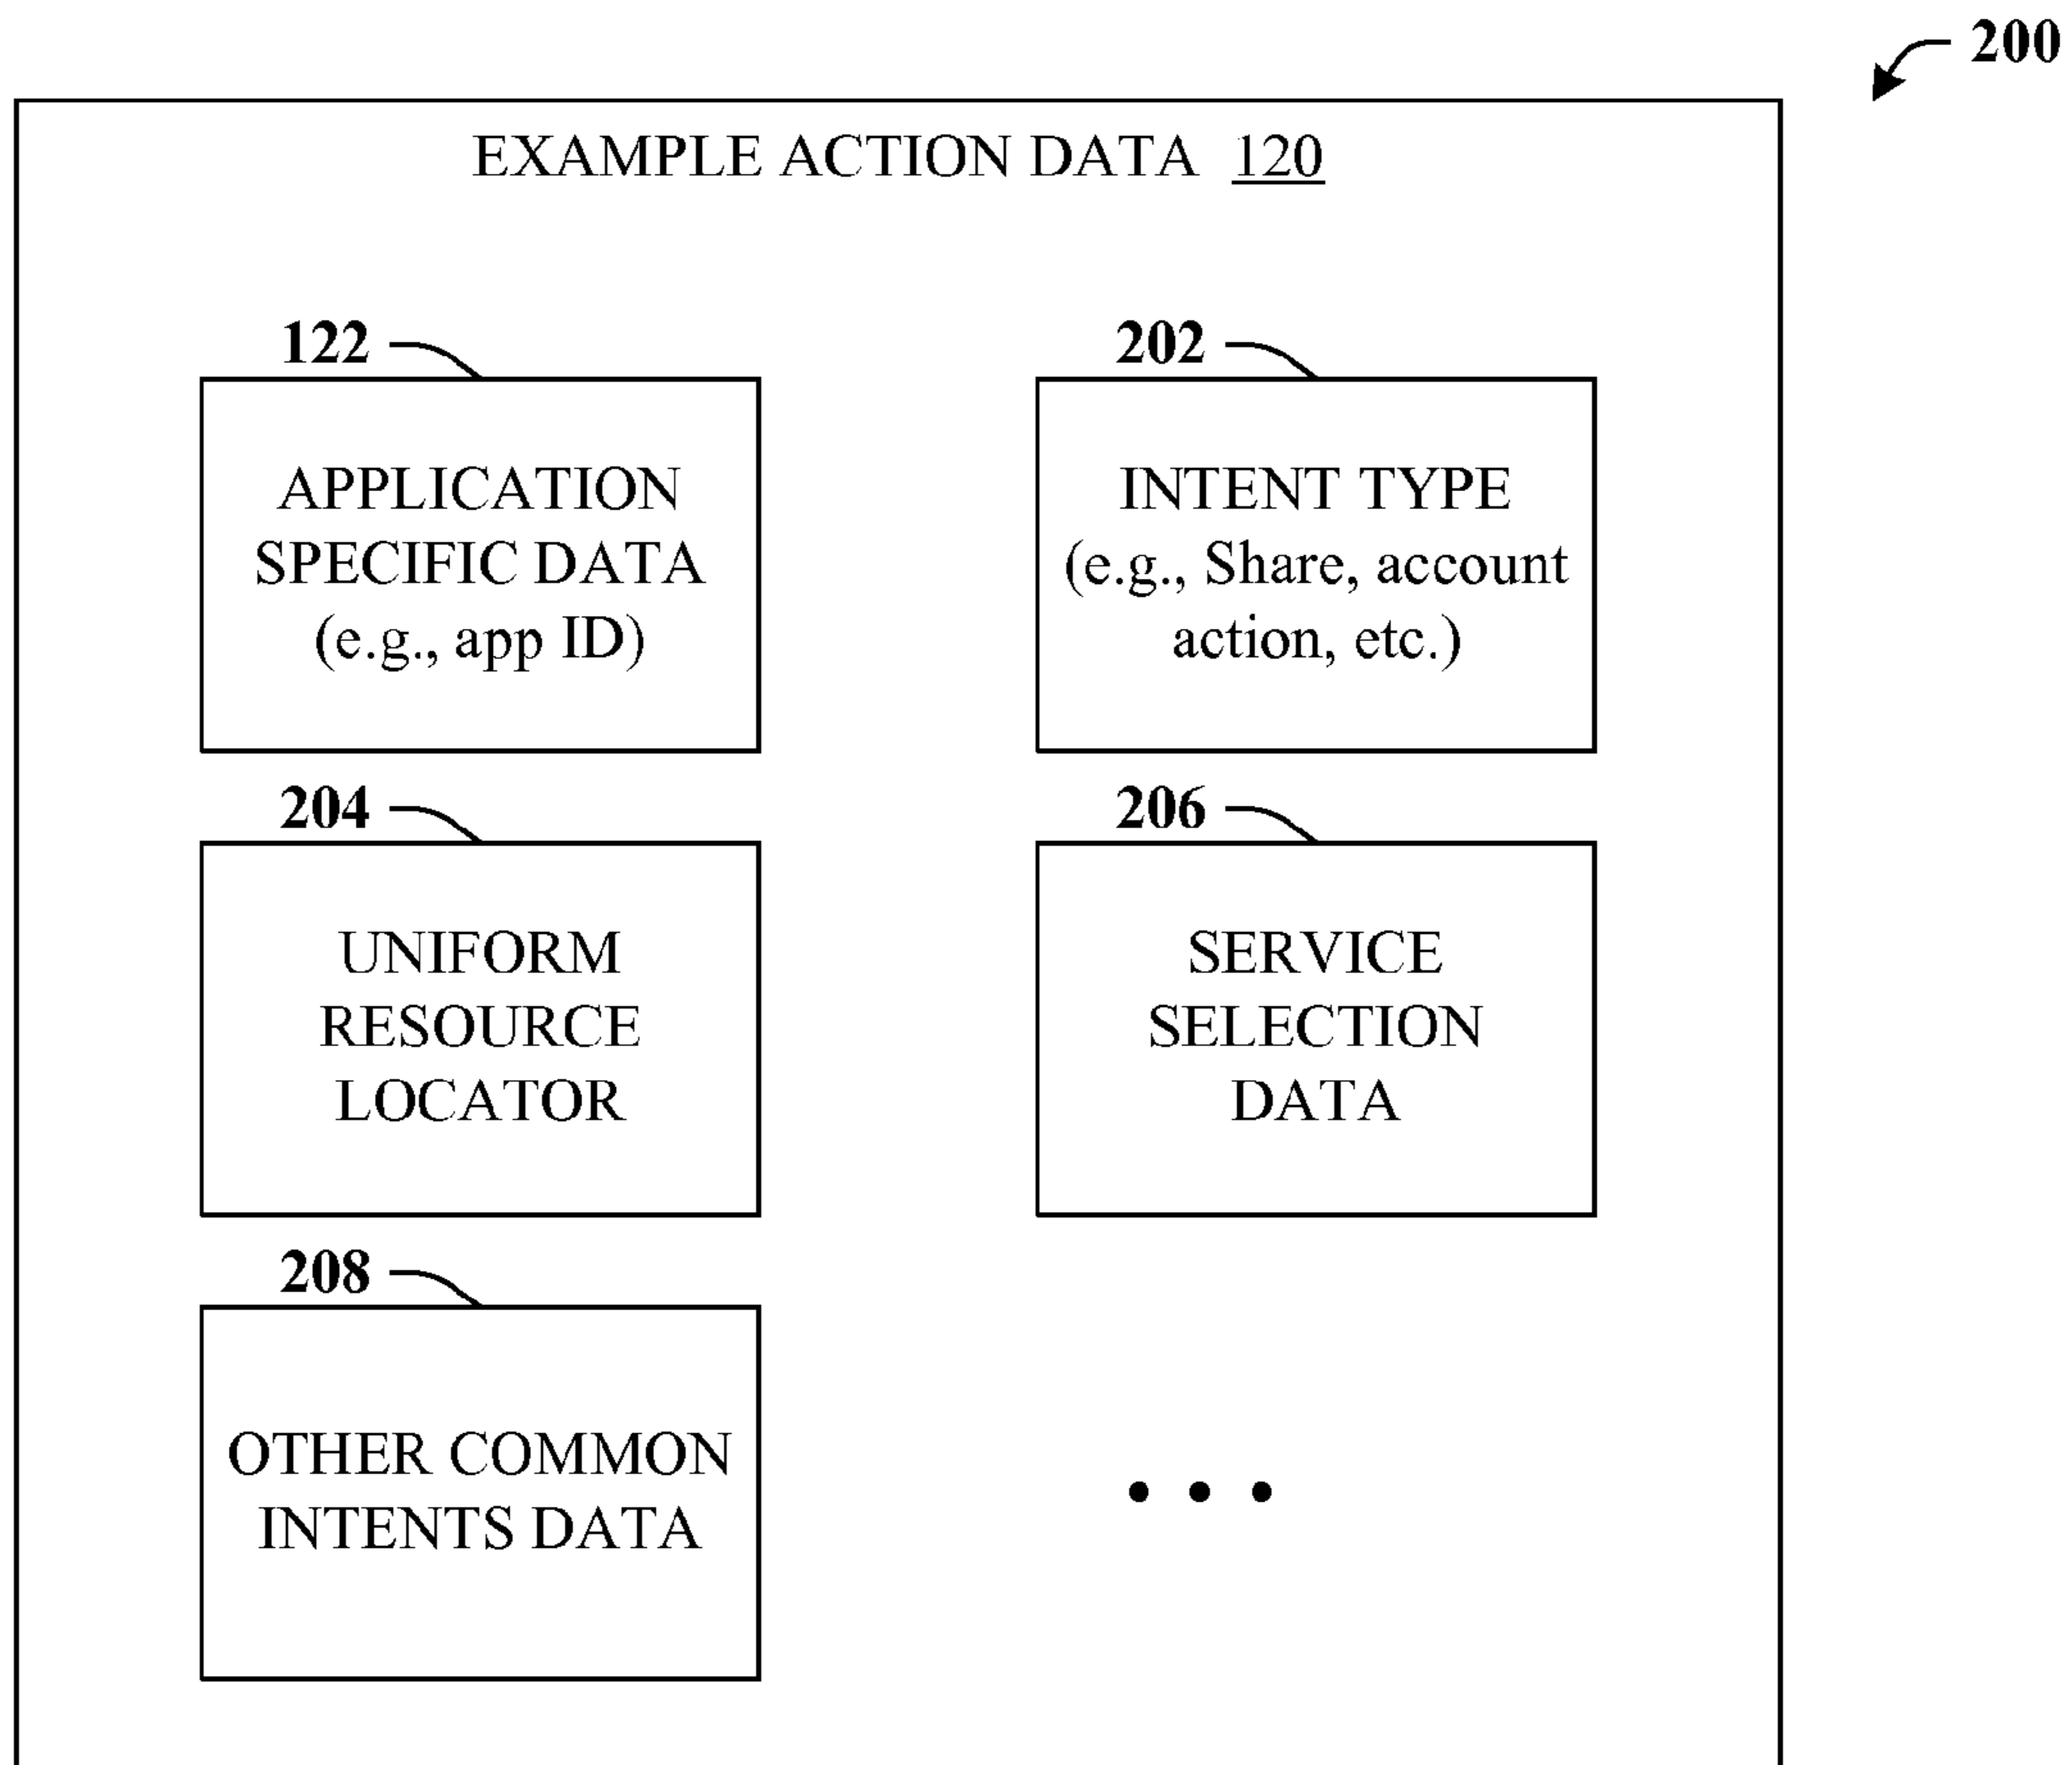 200
EXAMPLE ACTION DATA 120
122
APPLICATION
SPECIFIC DATA
(e.g., app ID)
202
INTENT TYPE
(e.g., Share, account
action, etc.)
204
UNIFORM
RESOURCE
LOCATOR
206
SERVICE
SELECTION
DATA
208
OTHER COMMON
INTENTS DATA
• • •